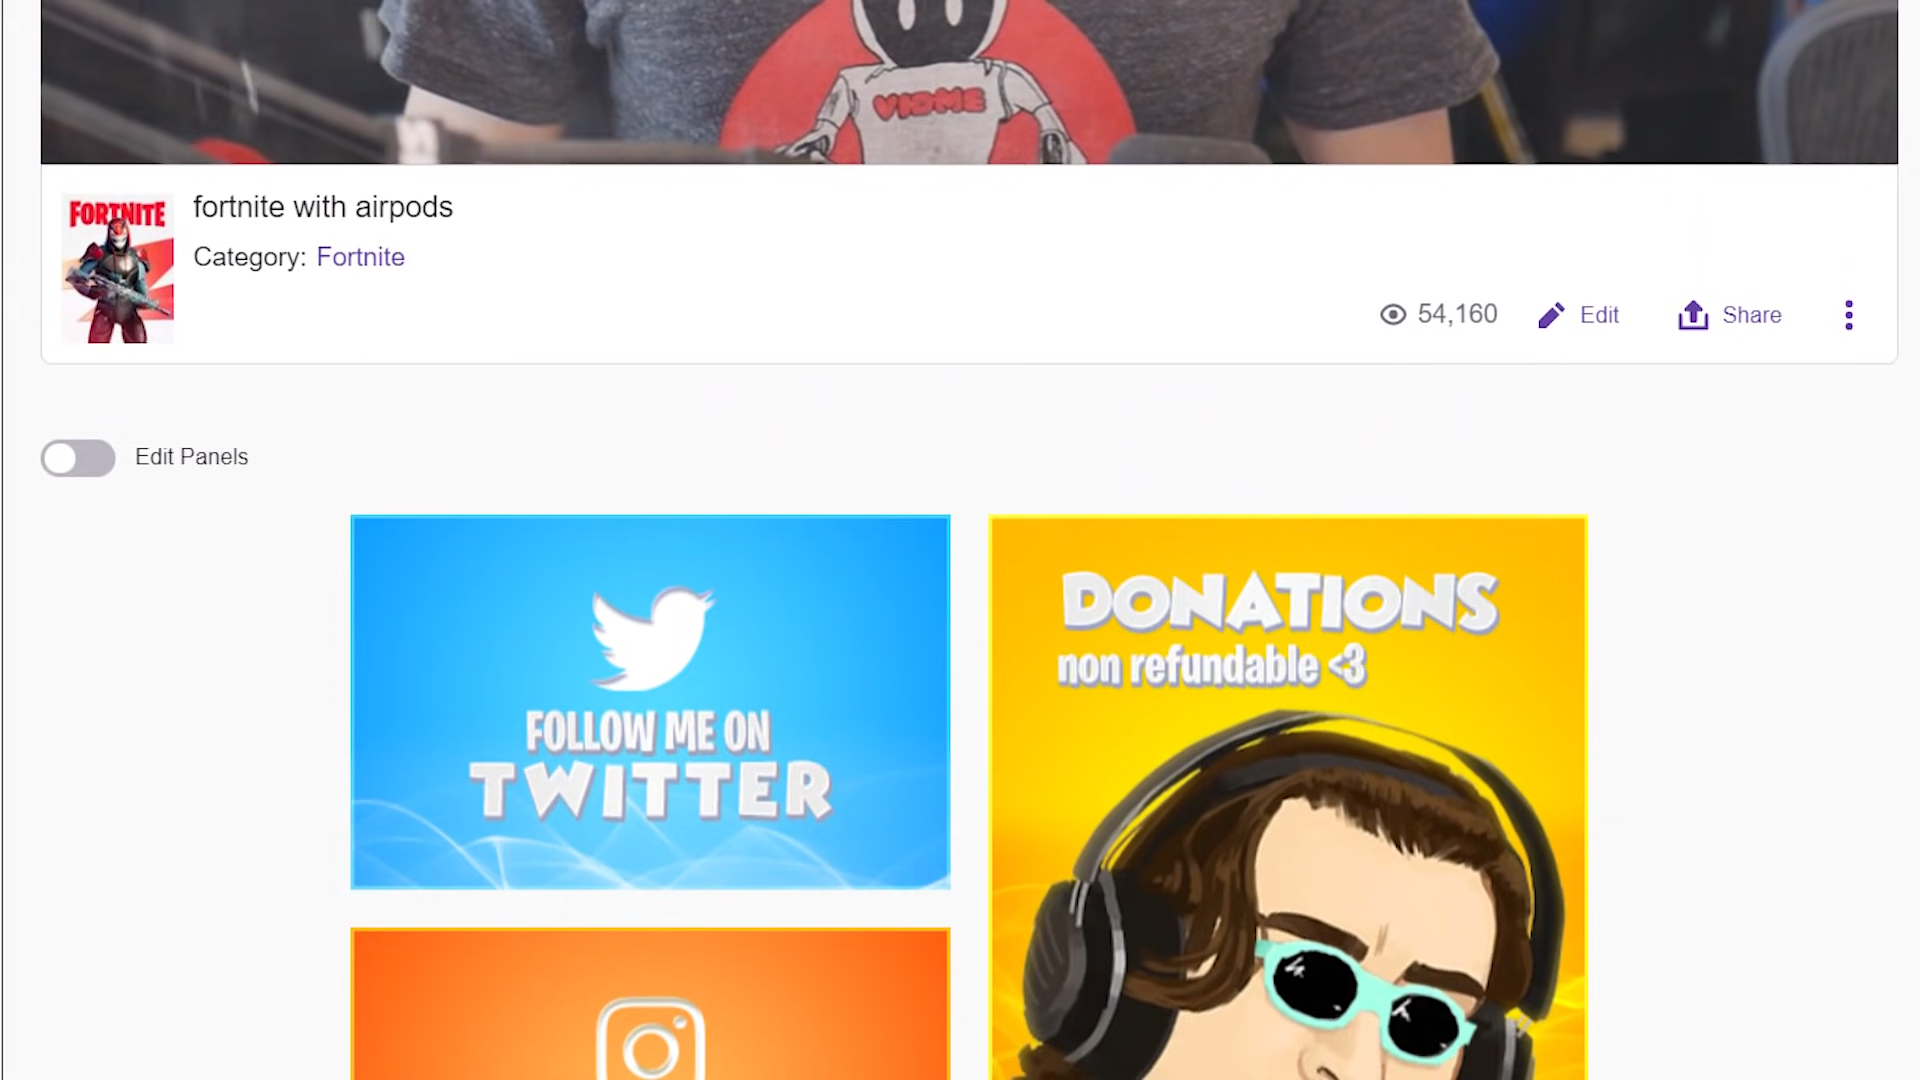 VIDME
FORTNITE
fortnite with airpods
Category: Fortnite
54,160
Edit
Share
Edit Panels
FOLLOW ME ON
TWITTER
DONATIONS
non refundable <3